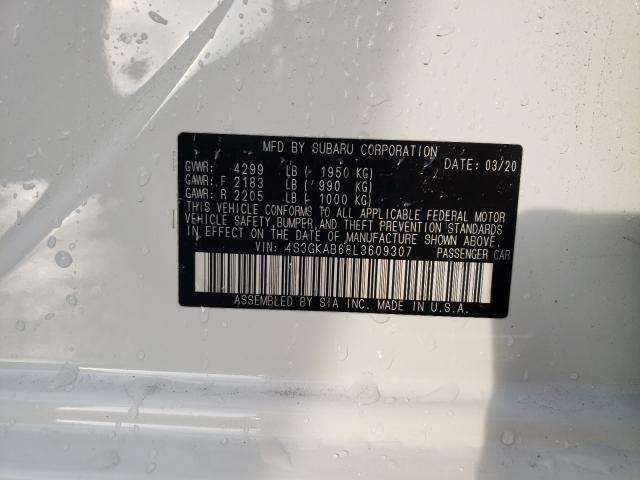 MFD BY SUBARU CORPORATION
DATE: 03/20
GVWR: 4299 LB ( 1950 KG)
GAWR: F 2183 LB ( 990 KG)
GAWR: R 2205 LB ( 1000 KG)
THIS VEHICLE CONFORMS TO ALL APPLICABLE FEDERAL MOTOR
VEHICLE SAFETY, BUMPER, AND THEFT PREVENTION STANDARDS
IN EFFECT ON THE DATE OF MANUFACTURE SHOWN ABOVE.
VIN: 4S3GKAB68L3609307 PASSENGER CAR
ASSEMBLED BY SIA INC. MADE IN U.S.A.